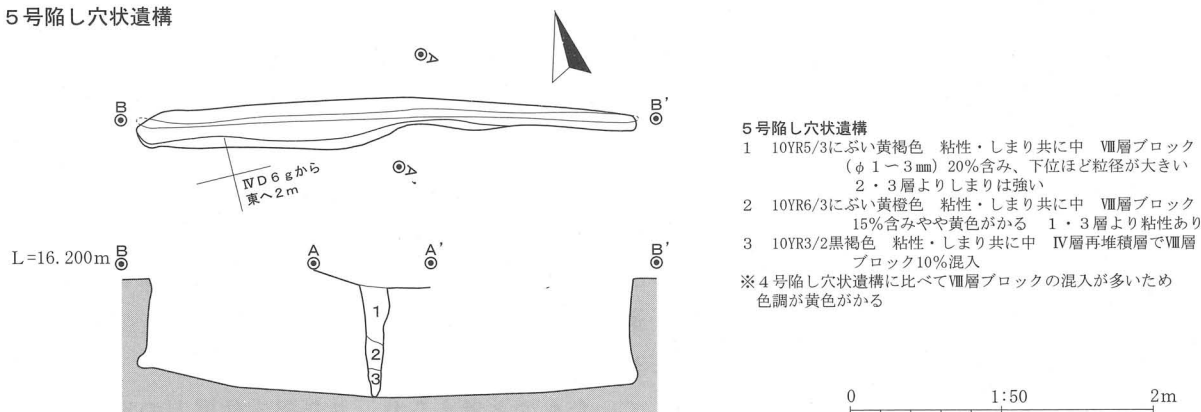 5号陥し穴状遺構
A
B
B'
A'
ⅣD6gから
東へ2m
L=16.200m
B
A
A'
B'
1
2
3
5号陥し穴状遺構
1 10YR5/3にぶい黄褐色 粘性・しまり共に中 Ⅷ層ブロック
(φ1〜3㎜)20%含み、下位ほど粒径が大きい
2・3層よりしまりは強い
2 10YR6/3にぶい黄橙色 粘性・しまり共に中 Ⅷ層ブロック
15%含みやや黄色がかる 1・3層より粘性あり
3 10YR3/2黒褐色 粘性・しまり共に中 Ⅳ層再堆積層でⅧ層
ブロック10%混入
※4号陥し穴状遺構に比べてⅧ層ブロックの混入が多いため
色調が黄色がかる
0 1:50 2m